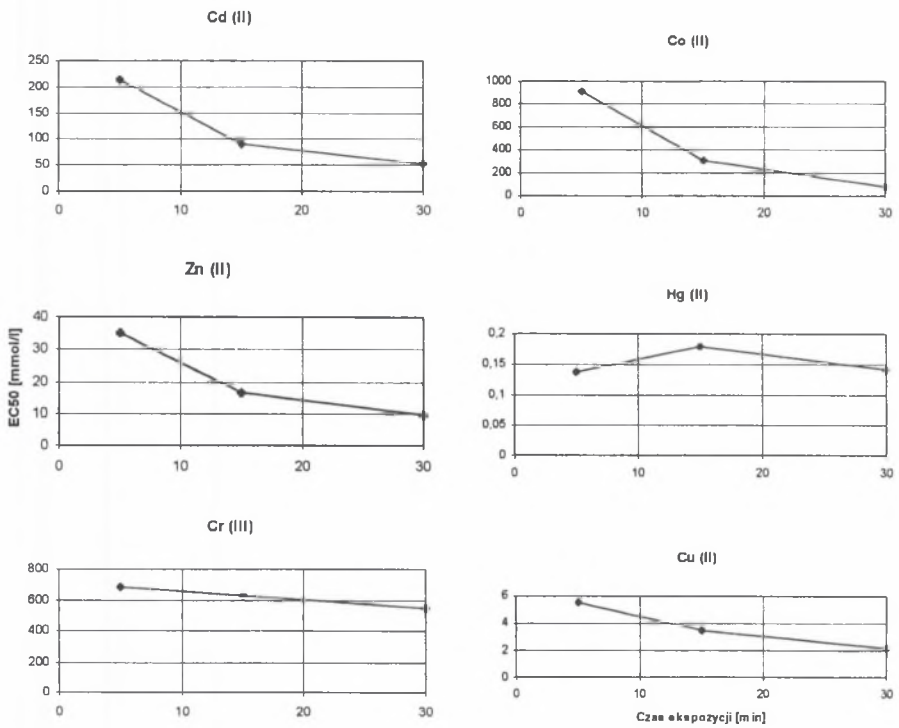 Cd (II)
250
200
150
100
50
0
0 10 20 30
Co (II)
1000
800
600
400
200
0
0 10 20 30
Zn (II)
EC50 [mmol/l]
40
30
20
10
0
0 10 20 30
Hg (II)
0,2
0,15
0,1
0,05
0
0 10 20 30
Cr (III)
800
600
400
200
0
0 10 20 30
Cu (II)
6
4
2
0
0 10 20 30
Czas ekspozycji [min]